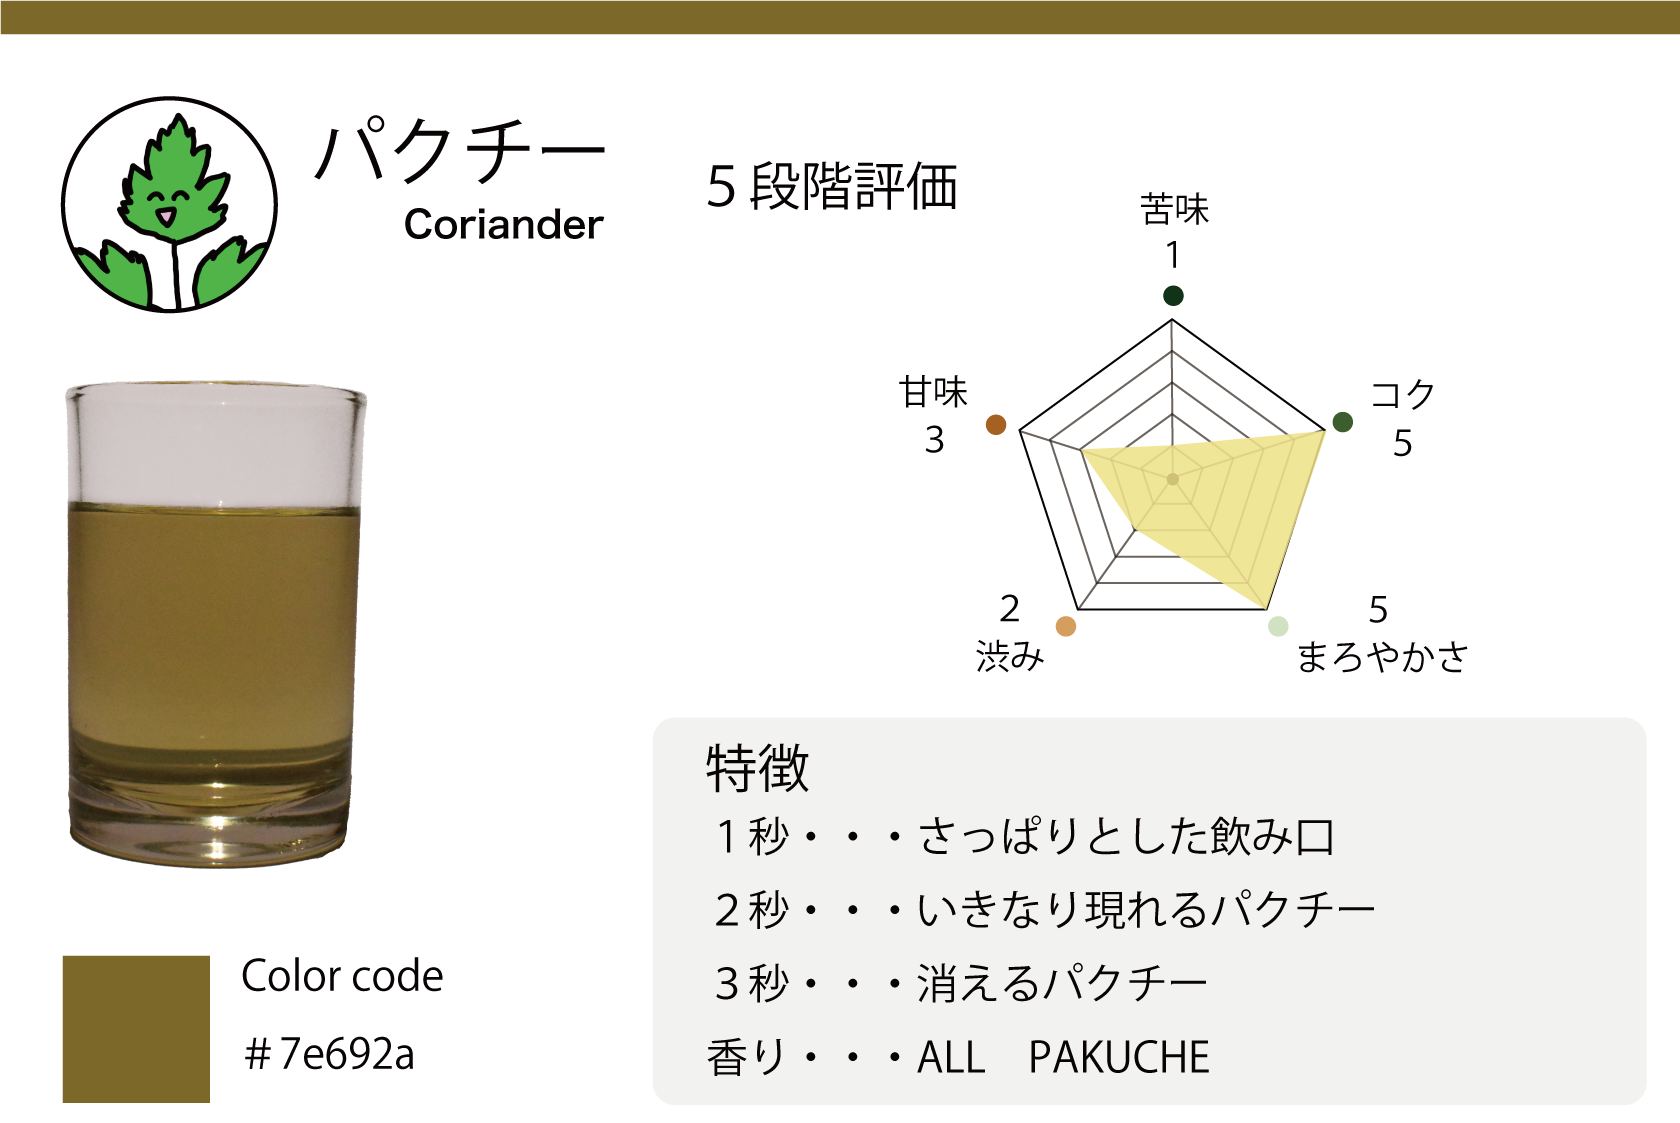 パクチー
Coriander
5段階評価
苦味
1
コク
5
甘味
3
2
渋み
5
まろやかさ
特徴
1秒・・・さっぱりとした飲み口
2秒・・・いきなり現れるパクチー
3秒・・・消えるパクチー
香り・・・ALL　PAKUCHE
Color code
#7e692a